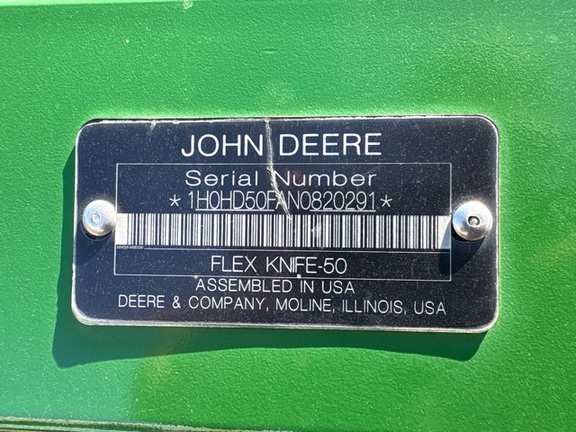 JOHN DEERE
Serial Number
*1H0HD50FAN0820291*
FLEX KNIFE-50
ASSEMBLED IN USA
DEERE & COMPANY, MOLINE, ILLINOIS, USA